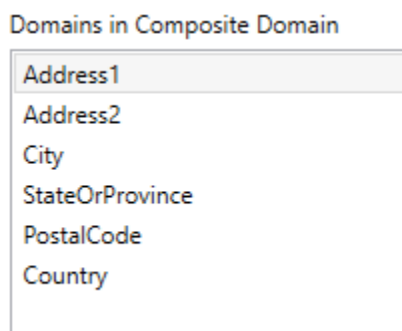 Domains in Composite Domain
Address1
Address2
City
StateOrProvince
PostalCode
Country